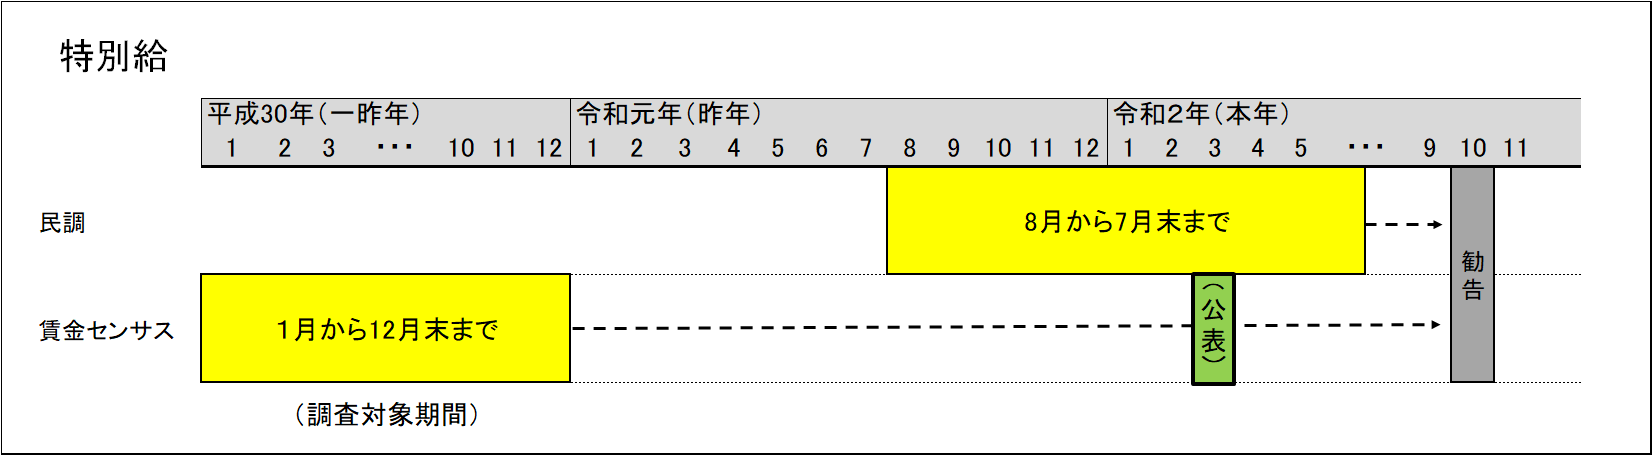 特別給
平成30年（一昨年） 令和元年（昨年） 令和２年（本年）
1 2 3 ･･･ 10 11 12 1 2 3 4 5 6 7 8 9 10 11 12 1 2 3 4 5 ･･･ 9 10 11
民調
8月から7月末まで
勧告
賃金センサス
１月から12月末まで
（公表）
（調査対象期間）